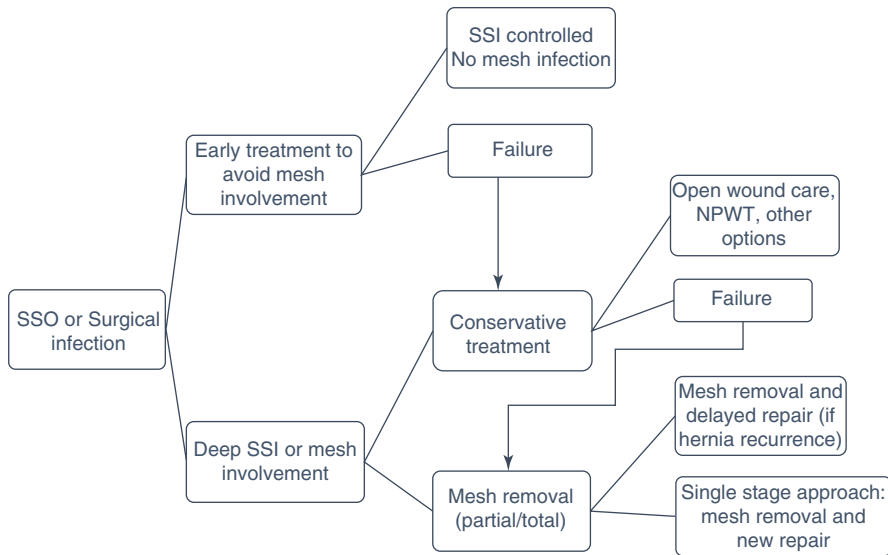 SSI controlled
No mesh infection
Early treatment to
avoid mesh
involvement
Failure
Open wound care,
NPWT, other
options
SSO or Surgical
infection
Conservative
treatment
Failure
Deep SSI or mesh
involvement
Mesh removal and
delayed repair (if
hernia recurrence)
Mesh removal
(partial/total)
Single stage approach:
mesh removal and
new repair